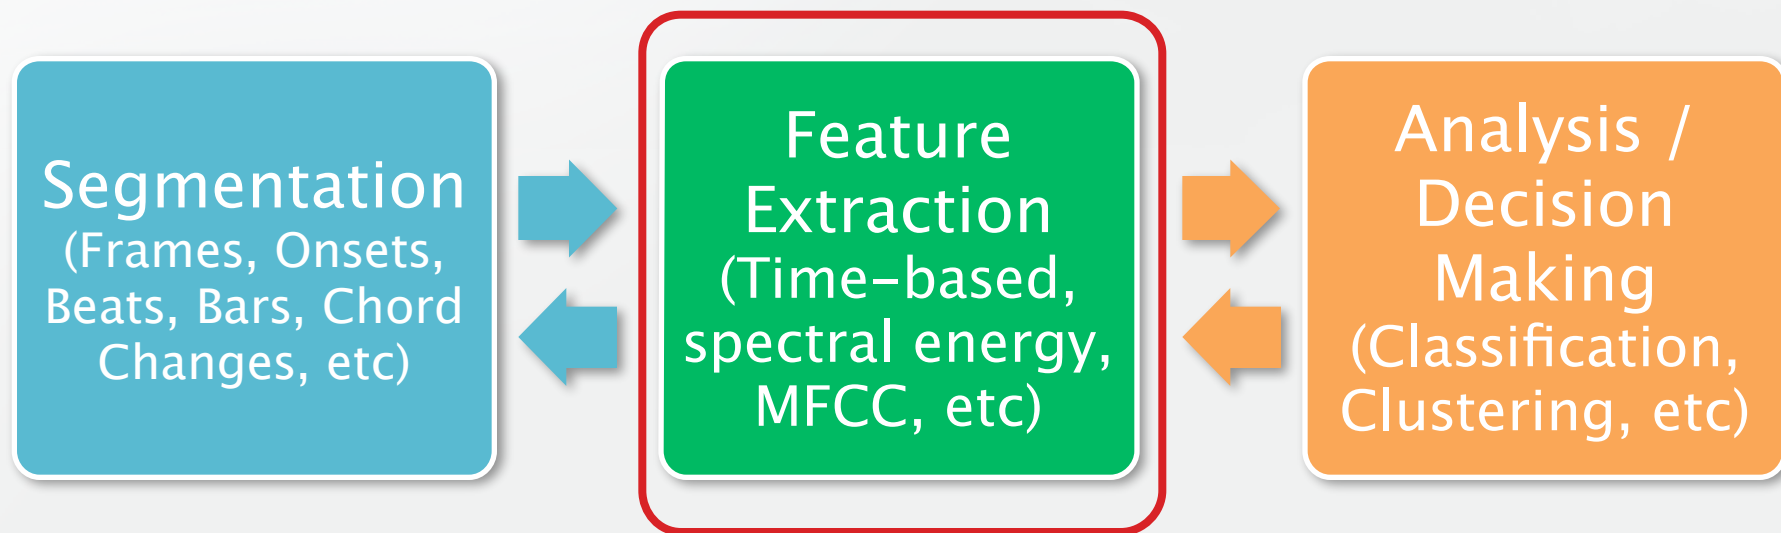 Segmentation
(Frames, Onsets,
Beats, Bars, Chord
Changes, etc)
Feature
Extraction
(Time-based,
spectral energy,
MFCC, etc)
Analysis /
Decision
Making
(Classification,
Clustering, etc)